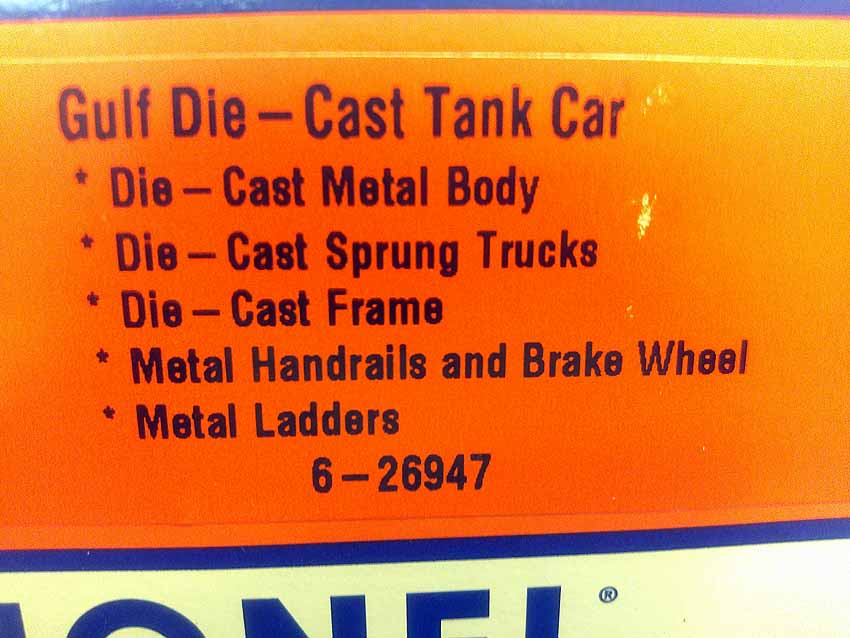 Gulf Die – Cast Tank Car
* Die – Cast Metal Body
* Die – Cast Sprung Trucks
* Die – Cast Frame
* Metal Handrails and Brake Wheel
* Metal Ladders
6 – 26947
®